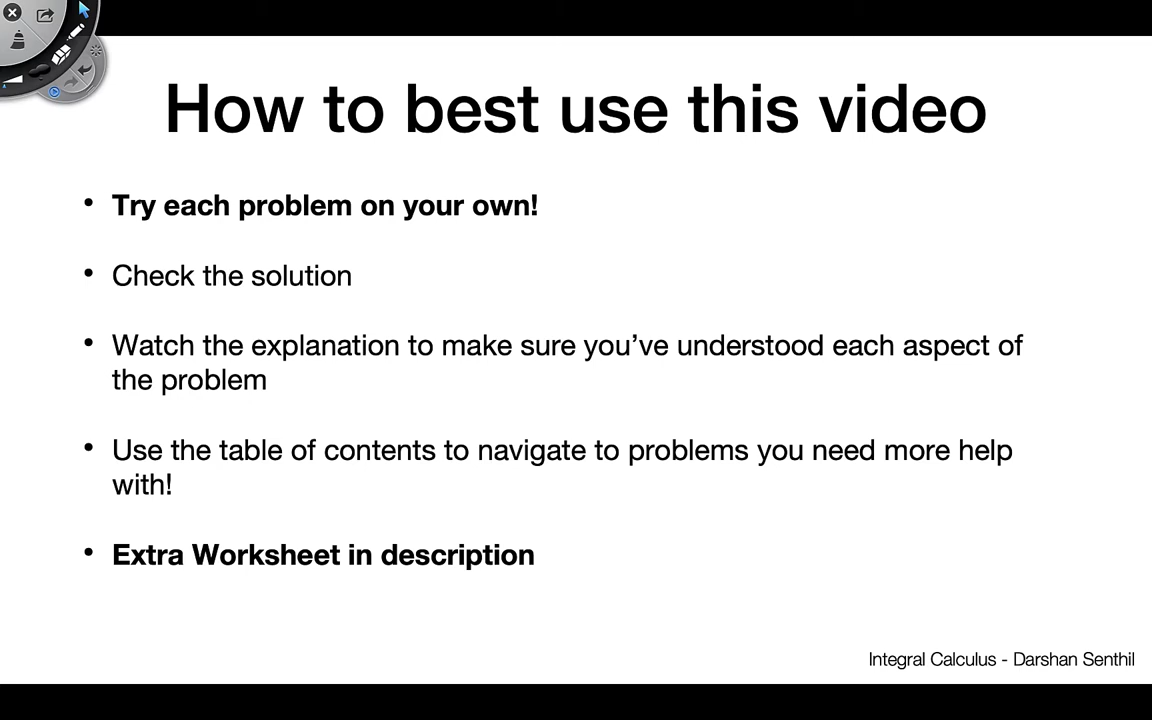 How to best use this video
• Try each problem on your own!
• Check the solution
• Watch the explanation to make sure you’ve understood each aspect of
the problem
• Use the table of contents to navigate to problems you need more help
with!
• Extra Worksheet in description
Integral Calculus - Darshan Senthil